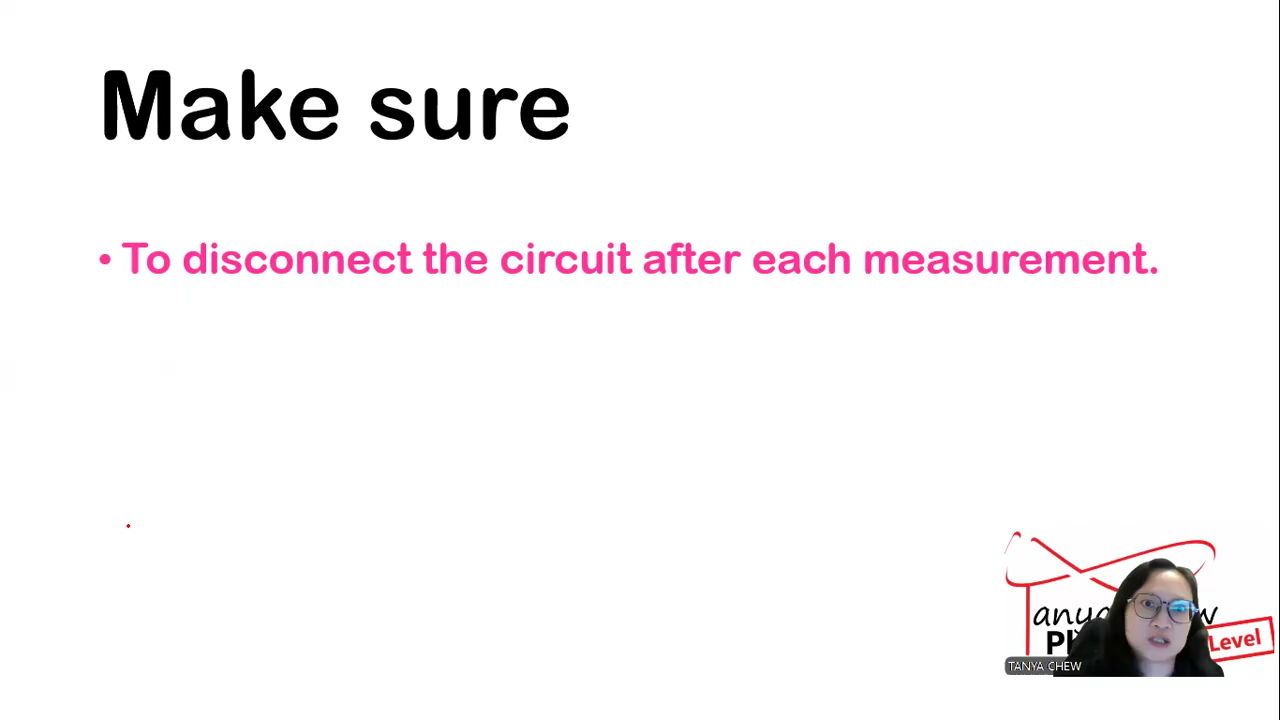 Make sure
• To disconnect the circuit after each measurement.
Level
TANYA CHEW